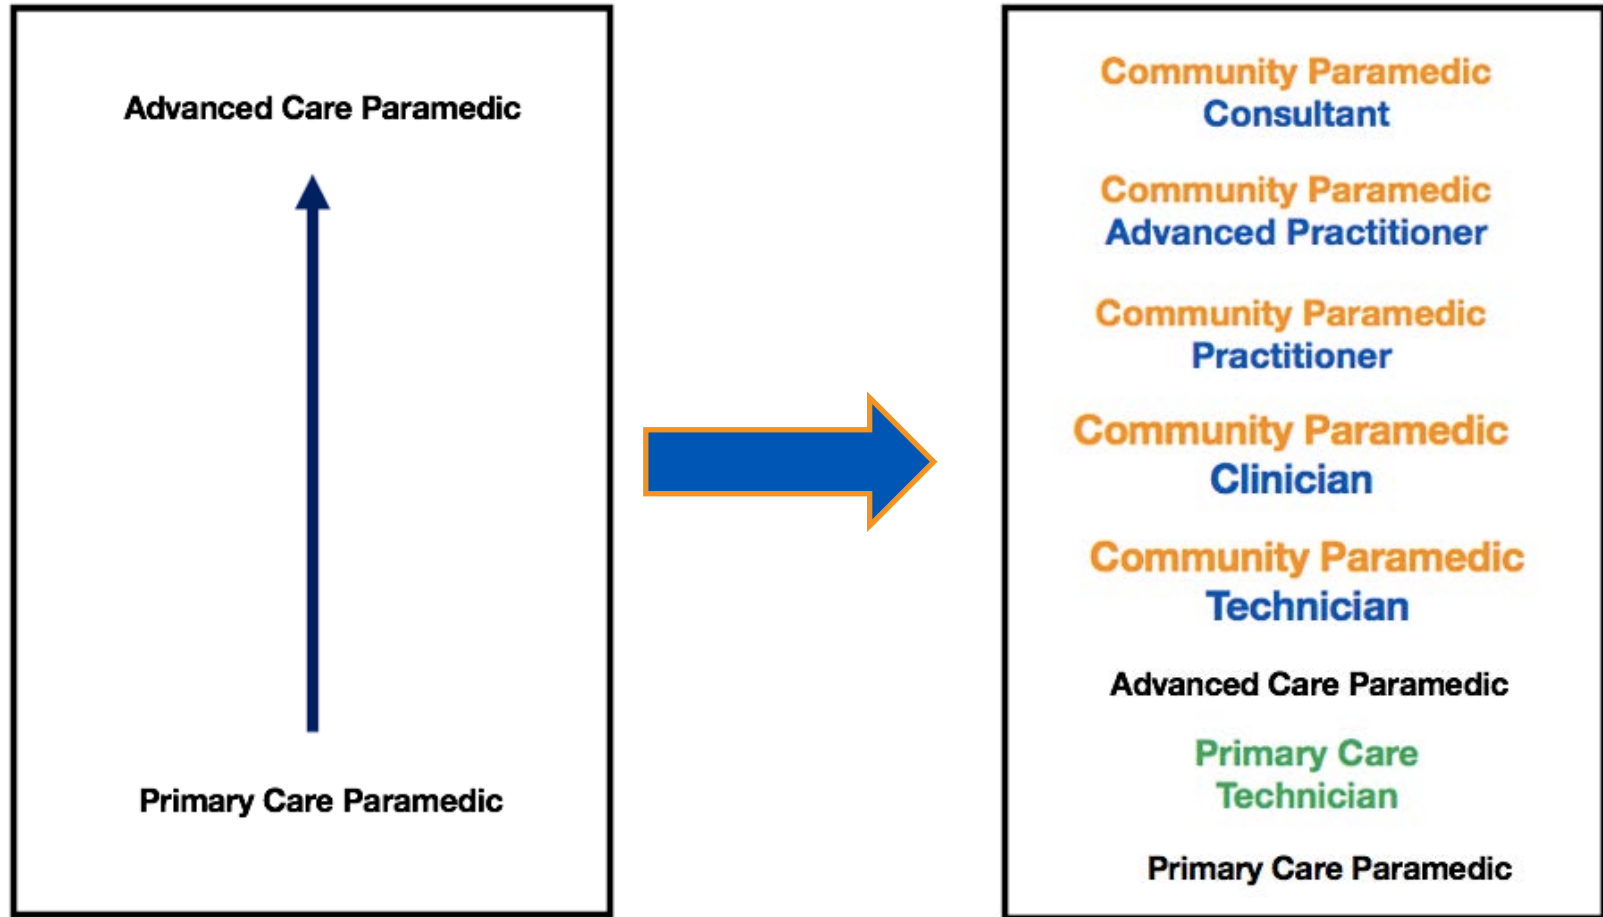 Advanced Care Paramedic
Primary Care Paramedic
Community Paramedic
Consultant
Community Paramedic
Advanced Practitioner
Community Paramedic
Practitioner
Community Paramedic
Clinician
Community Paramedic
Technician
Advanced Care Paramedic
Primary Care
Technician
Primary Care Paramedic